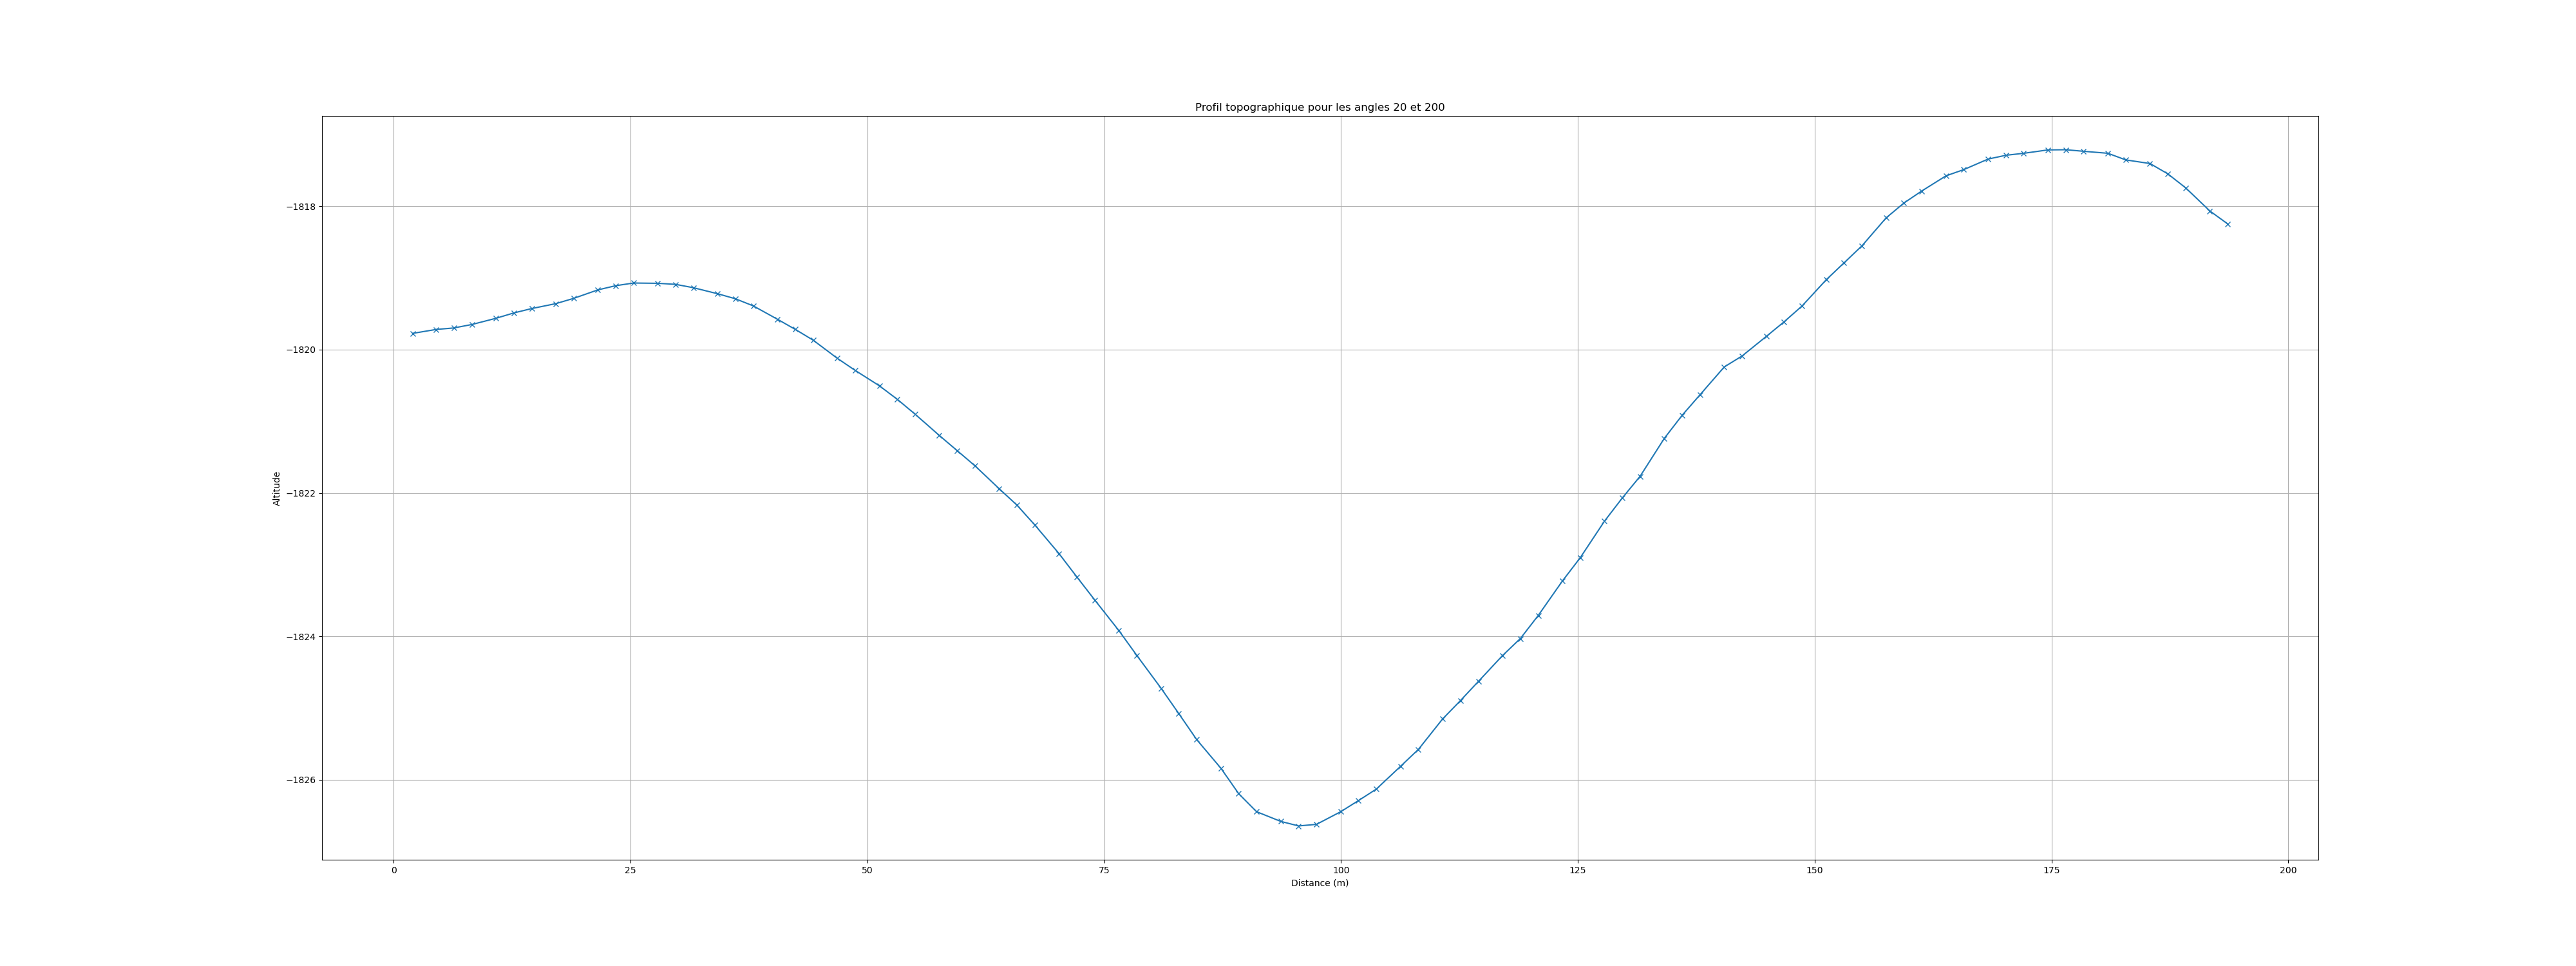 Profil topographique pour les angles 20 et 200
Altitude
−1818
−1820
−1822
−1824
−1826
0 25 50 75 100 125 150 175 200
Distance (m)